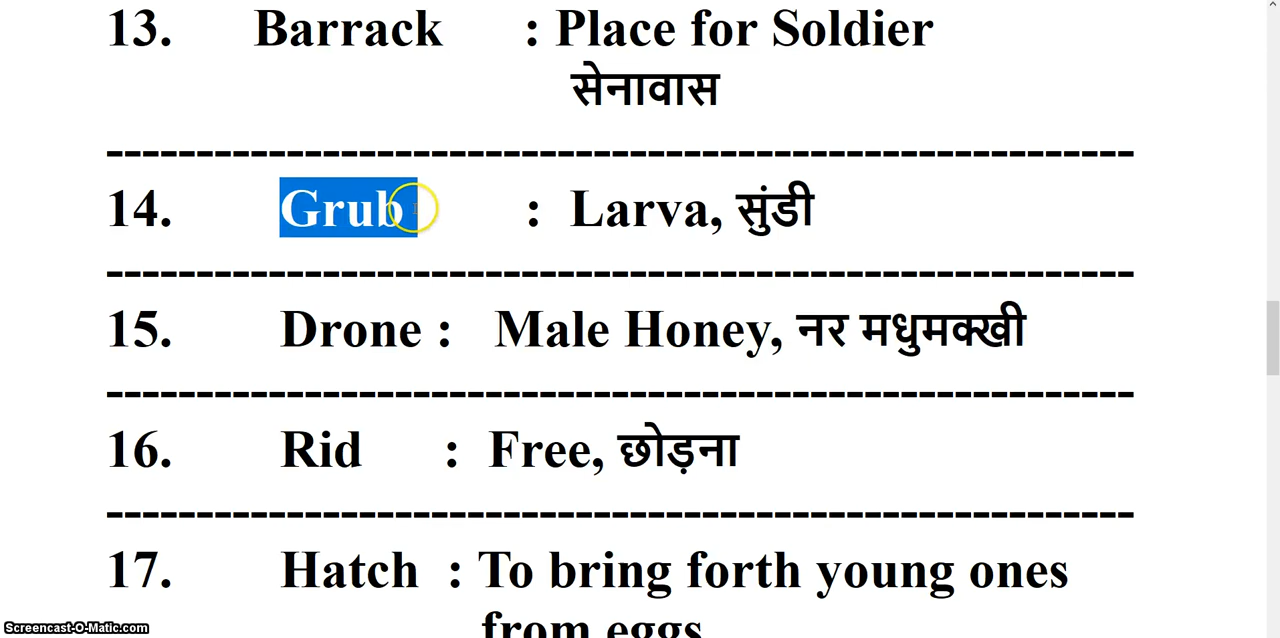 13. Barrack : Place for Soldier
सेनावास
--------------------------------------------------------
14. Grub : Larva, सुंडी
--------------------------------------------------------
15. Drone : Male Honey, नर मधुमक्खी
--------------------------------------------------------
16. Rid : Free, छोड़ना
--------------------------------------------------------
17. Hatch : To bring forth young ones
from eggs
Screencast-O-Matic.com